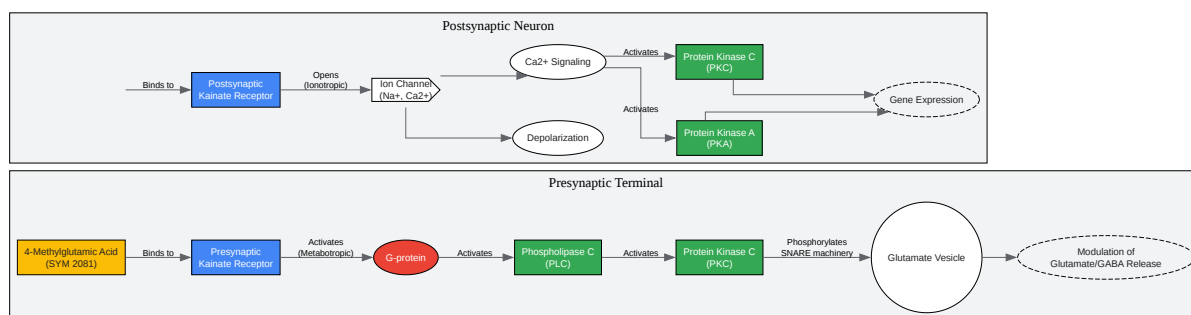 Postsynaptic Neuron
Binds to
Postsynaptic
Kainate Receptor
Opens
(Ionotropic)
Ion Channel
(Na+, Ca2+)
Ca2+ Signaling
Depolarization
Activates
Activates
Protein Kinase C
(PKC)
Protein Kinase A
(PKA)
Gene Expression
Presynaptic Terminal
4-Methylglutamic Acid
(SYM 2081)
Binds to
Presynaptic
Kainate Receptor
Activates
(Metabotropic)
G-protein
Activates
Phospholipase C
(PLC)
Activates
Protein Kinase C
(PKC)
Phosphorylates
SNARE machinery
Glutamate Vesicle
Modulation of
Glutamate/GABA Release